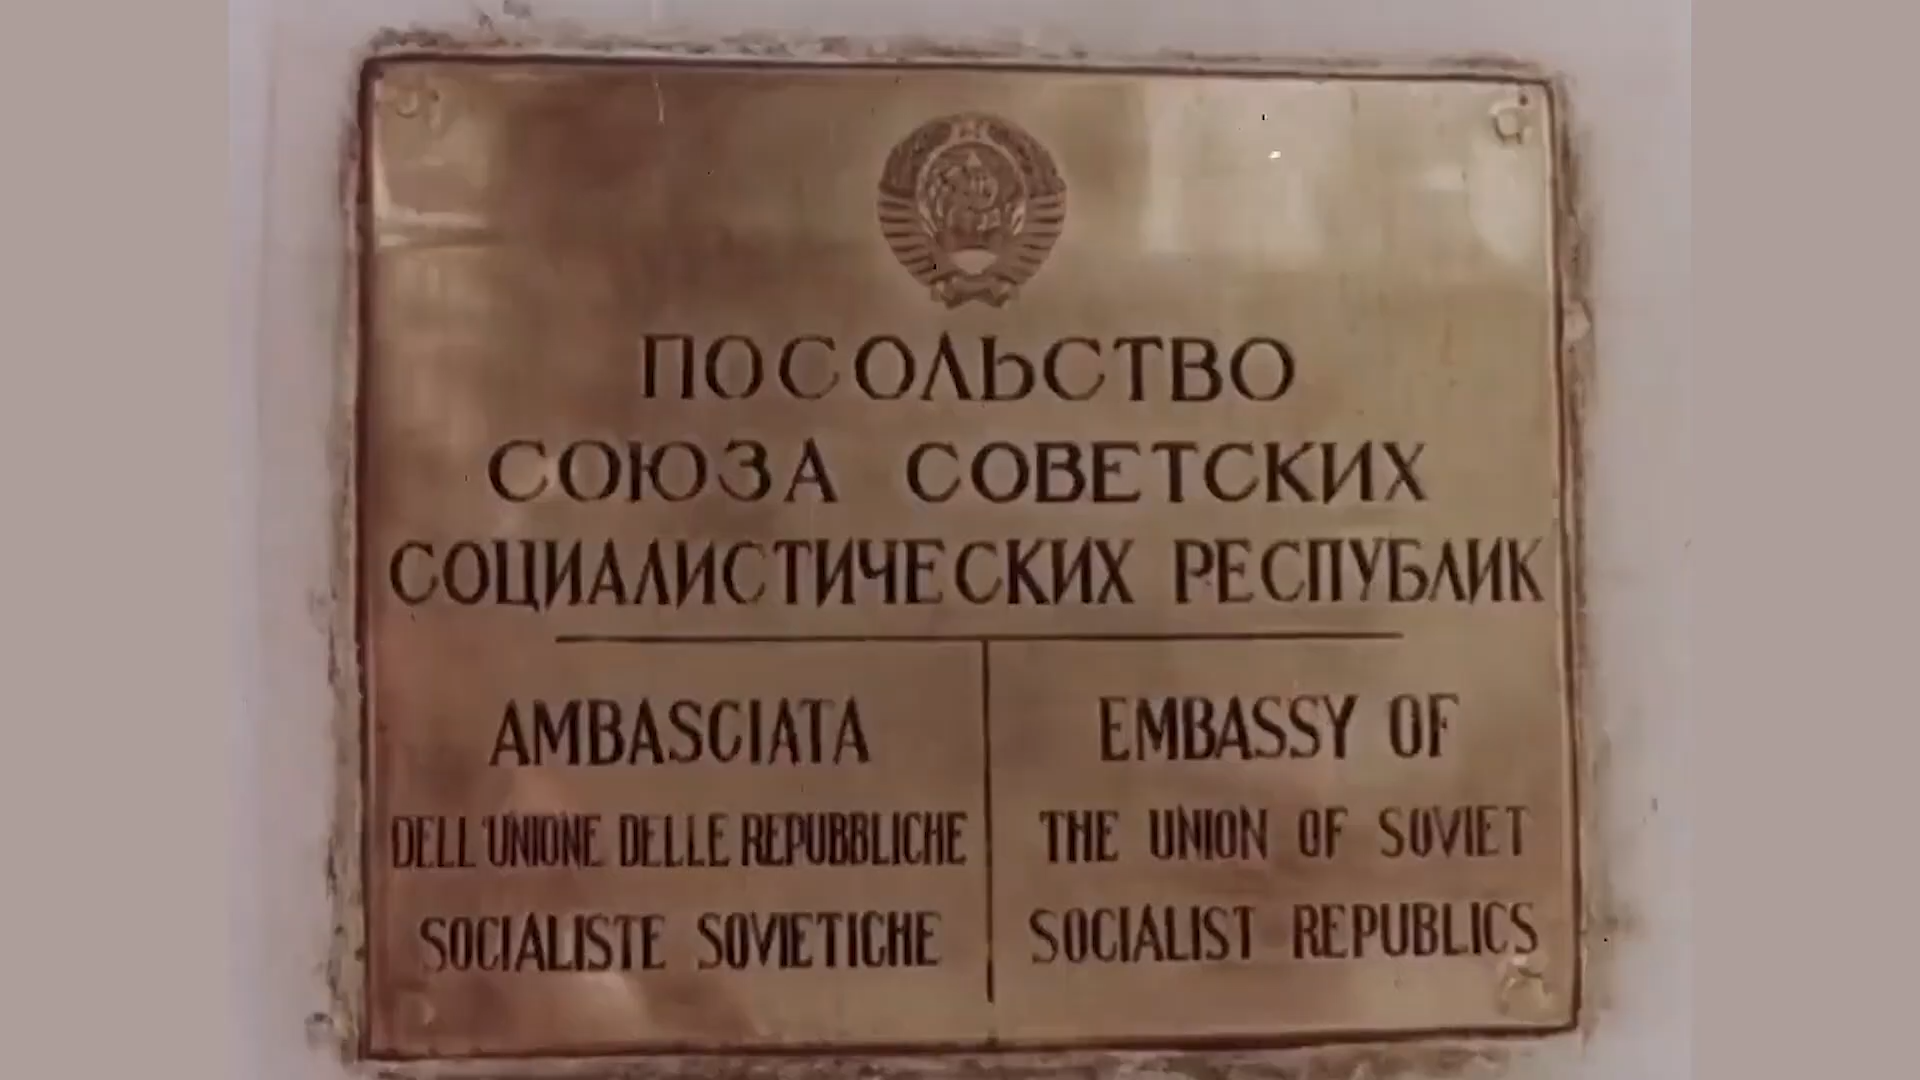 ПОСОЛЬСТВО
СОЮЗА СОВЕТСКИХ
СОЦИАЛИСТИЧЕСКИХ РЕСПУБЛИК
AMBASCIATA
DELL'UNIONE DELLE REPUBBLICHE
SOCIALISTE SOVIETICHE
EMBASSY OF
THE UNION OF SOVIET
SOCIALIST REPUBLICS